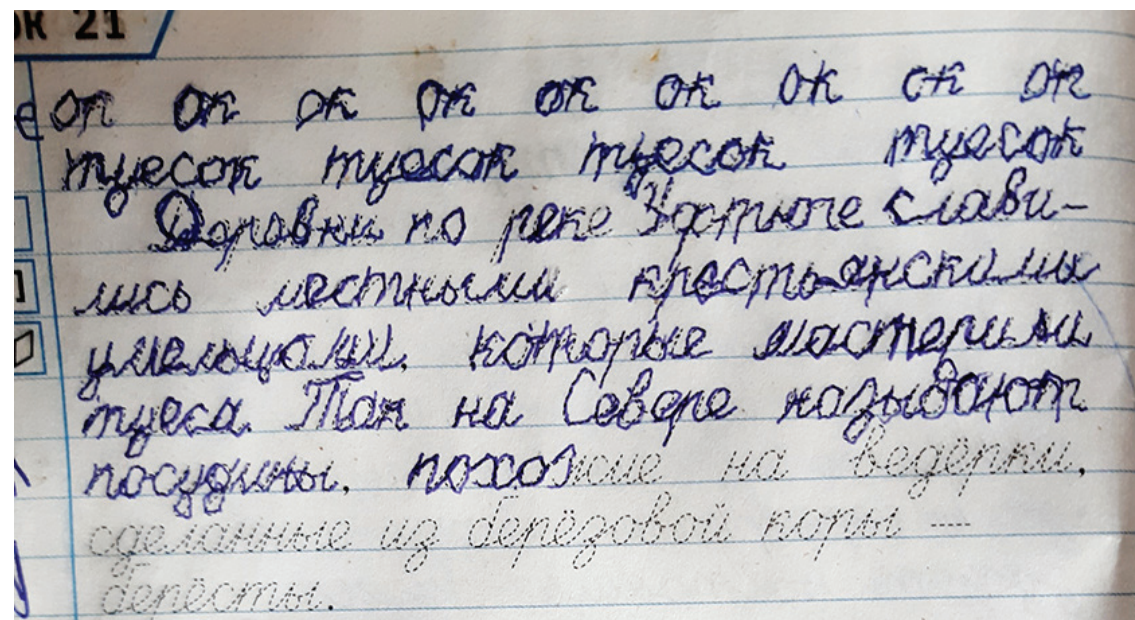 ок 21
ок ок ок ок ок ок ок ок ок
туесок туесок туесок туесок
Деревни по реке Уфтюге слави-
лись местными крестьянскими
умельцами, которые мастерили
туеса. Так на Севере называют
посудины, похожие на ведёрки,
сделанные из берёзовой коры —
берёсты.